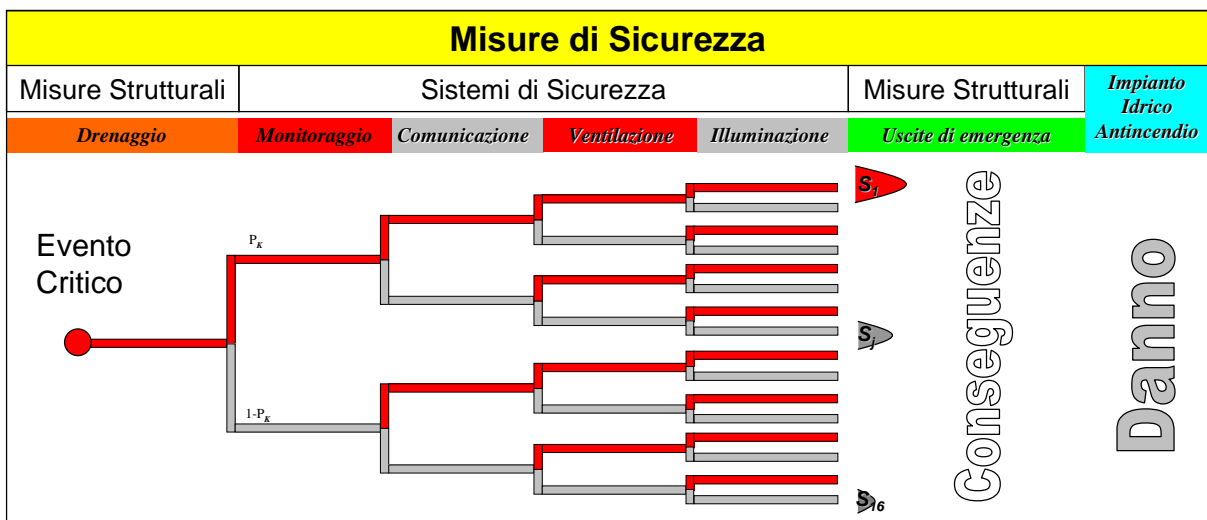 Misure di Sicurezza
Misure Strutturali
Sistemi di Sicurezza
Misure Strutturali
Impianto
Idrico
Antincendio
Drenaggio
Monitoraggio
Comunicazione
Ventilazione
Illuminazione
Uscite di emergenza
Evento
Critico
P_K
1-P_K
S_1
S_j
S_16
Conseguenze
Danno